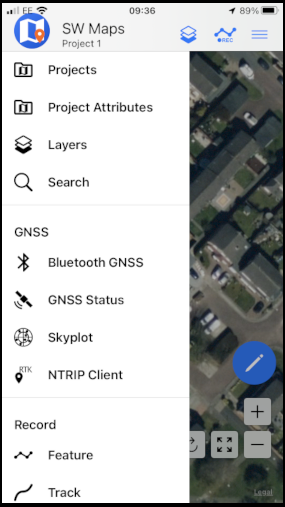 EE 09:36 89%
SW Maps
Project 1
REC
Projects
Project Attributes
Layers
Search
GNSS
Bluetooth GNSS
GNSS Status
Skyplot
RTK
NTRIP Client
Record
Feature
Track
Legal